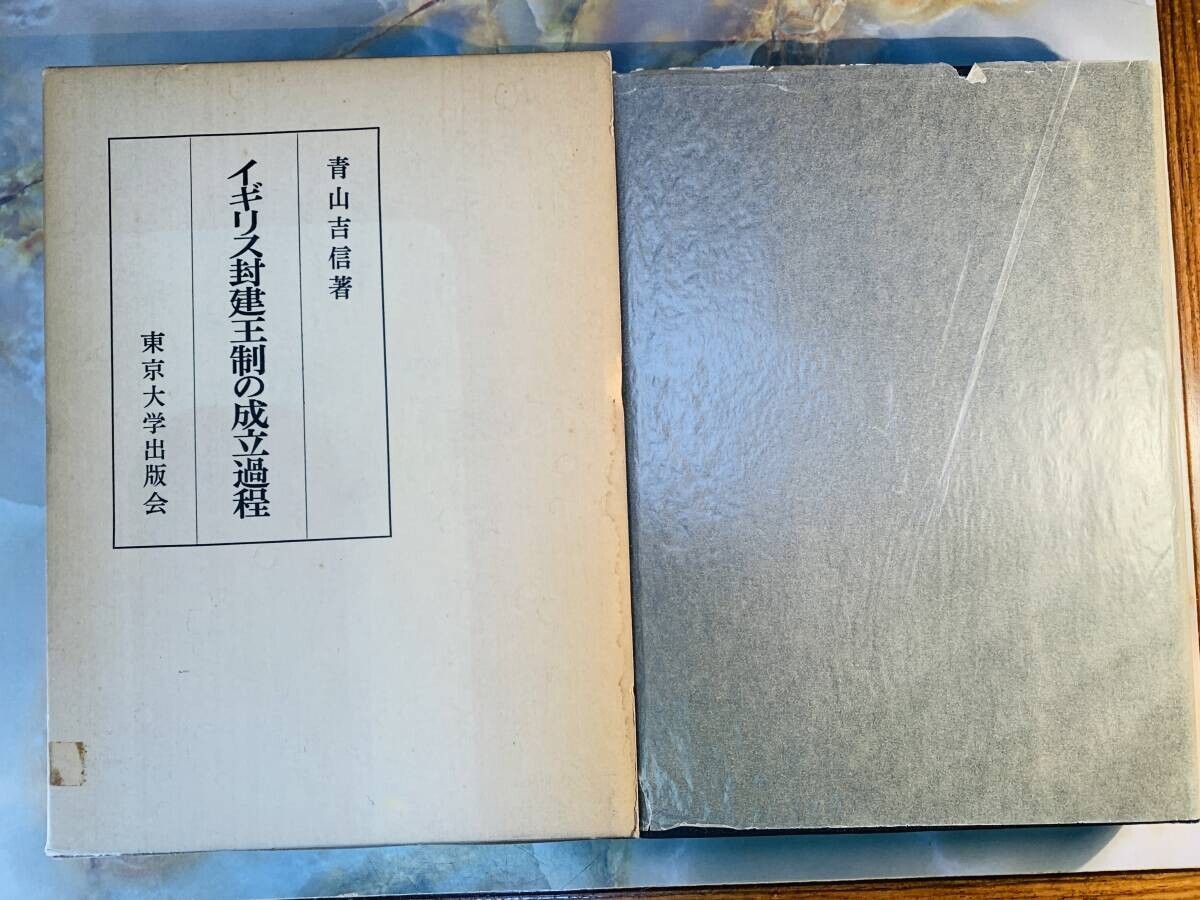 青山吉信著
イギリス封建王制の成立過程
東京大学出版会